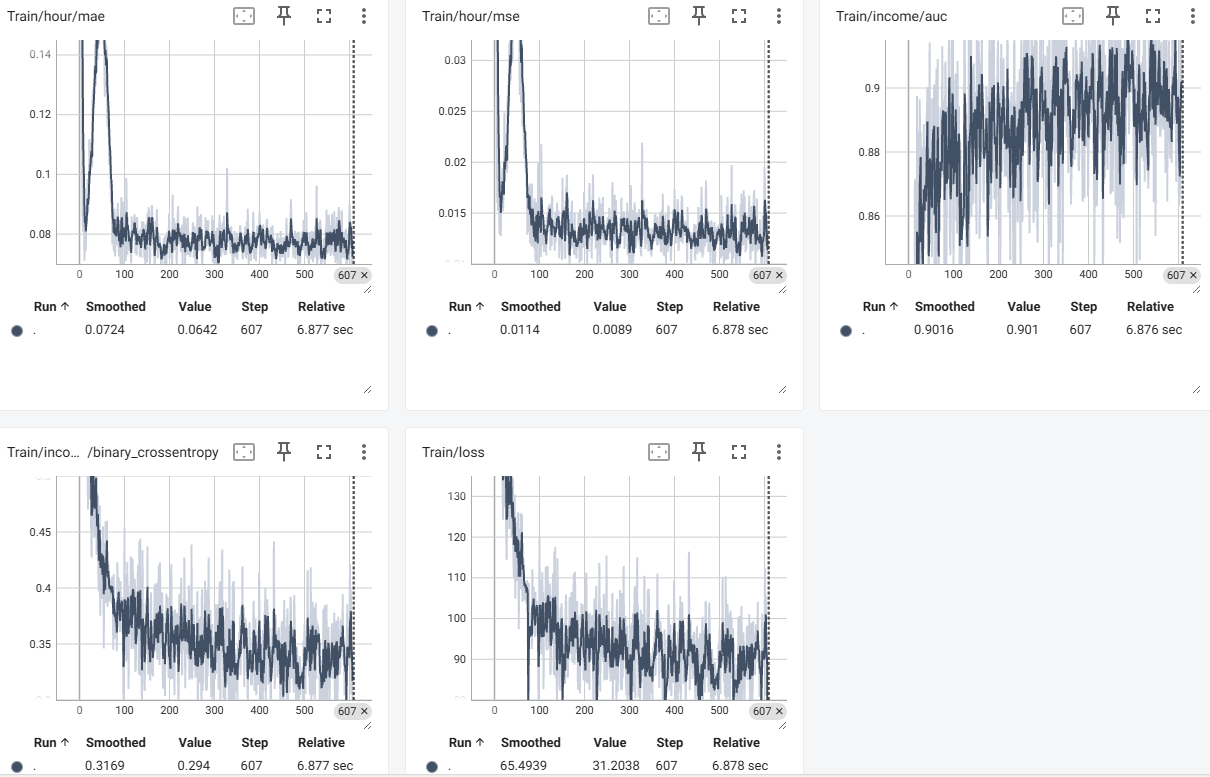 Train/hour/mae
0.14
0.12
0.1
0.08
0 100 200 300 400 500 607 ×
Run ↑ Smoothed Value Step Relative
. 0.0724 0.0642 607 6.877 sec
Train/hour/mse
0.03
0.025
0.02
0.015
0 100 200 300 400 500 607 ×
Run ↑ Smoothed Value Step Relative
. 0.0114 0.0089 607 6.878 sec
Train/income/auc
0.9
0.88
0.86
0 100 200 300 400 500 607 ×
Run ↑ Smoothed Value Step Relative
. 0.9016 0.901 607 6.876 sec
Train/inco… /binary_crossentropy
0.45
0.4
0.35
0 100 200 300 400 500 607 ×
Run ↑ Smoothed Value Step Relative
. 0.3169 0.294 607 6.877 sec
Train/loss
130
120
110
100
90
0 100 200 300 400 500 607 ×
Run ↑ Smoothed Value Step Relative
. 65.4939 31.2038 607 6.878 sec